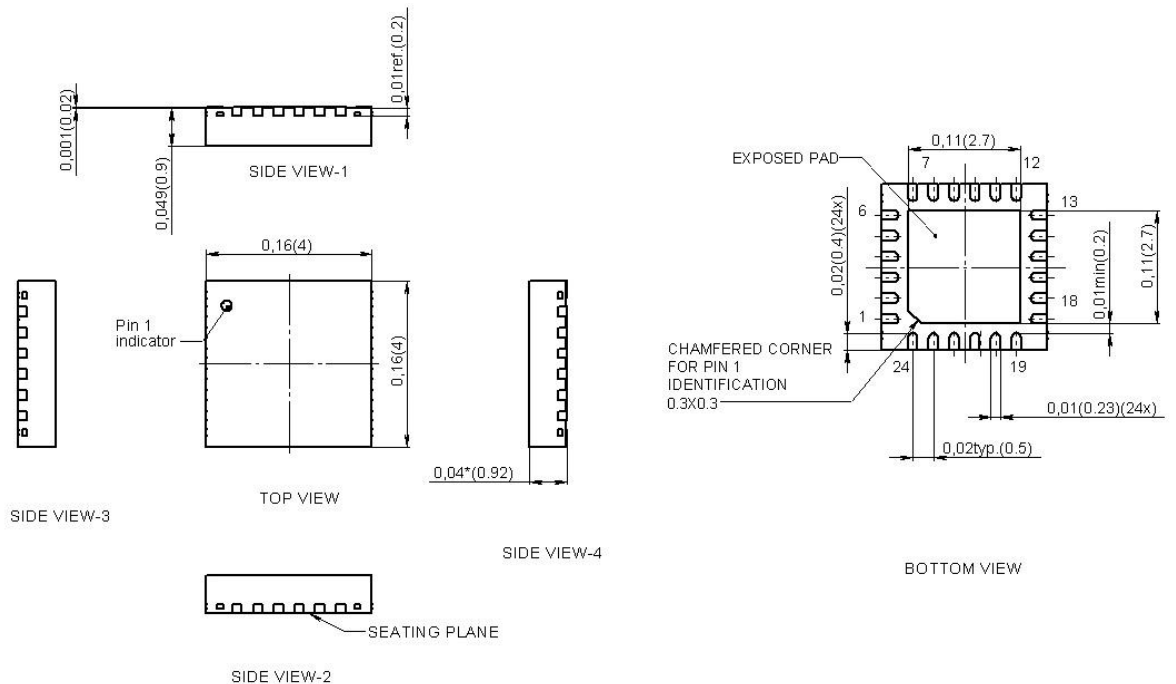 0,01ref.(0.2)
0,001(0.02)
0,049(0.9)
SIDE VIEW-1
0,16(4)
Pin 1
indicator
0,16(4)
TOP VIEW
SIDE VIEW-3
0,04*(0.92)
SIDE VIEW-4
SEATING PLANE
SIDE VIEW-2
0,11(2.7)
EXPOSED PAD
7
12
6
13
0,02(0.4)(24x)
0,01min(0.2)
0,11(2.7)
1
18
CHAMFERED CORNER
FOR PIN 1
IDENTIFICATION
0.3X0.3
24
19
0,01(0.23)(24x)
0,02typ.(0.5)
BOTTOM VIEW